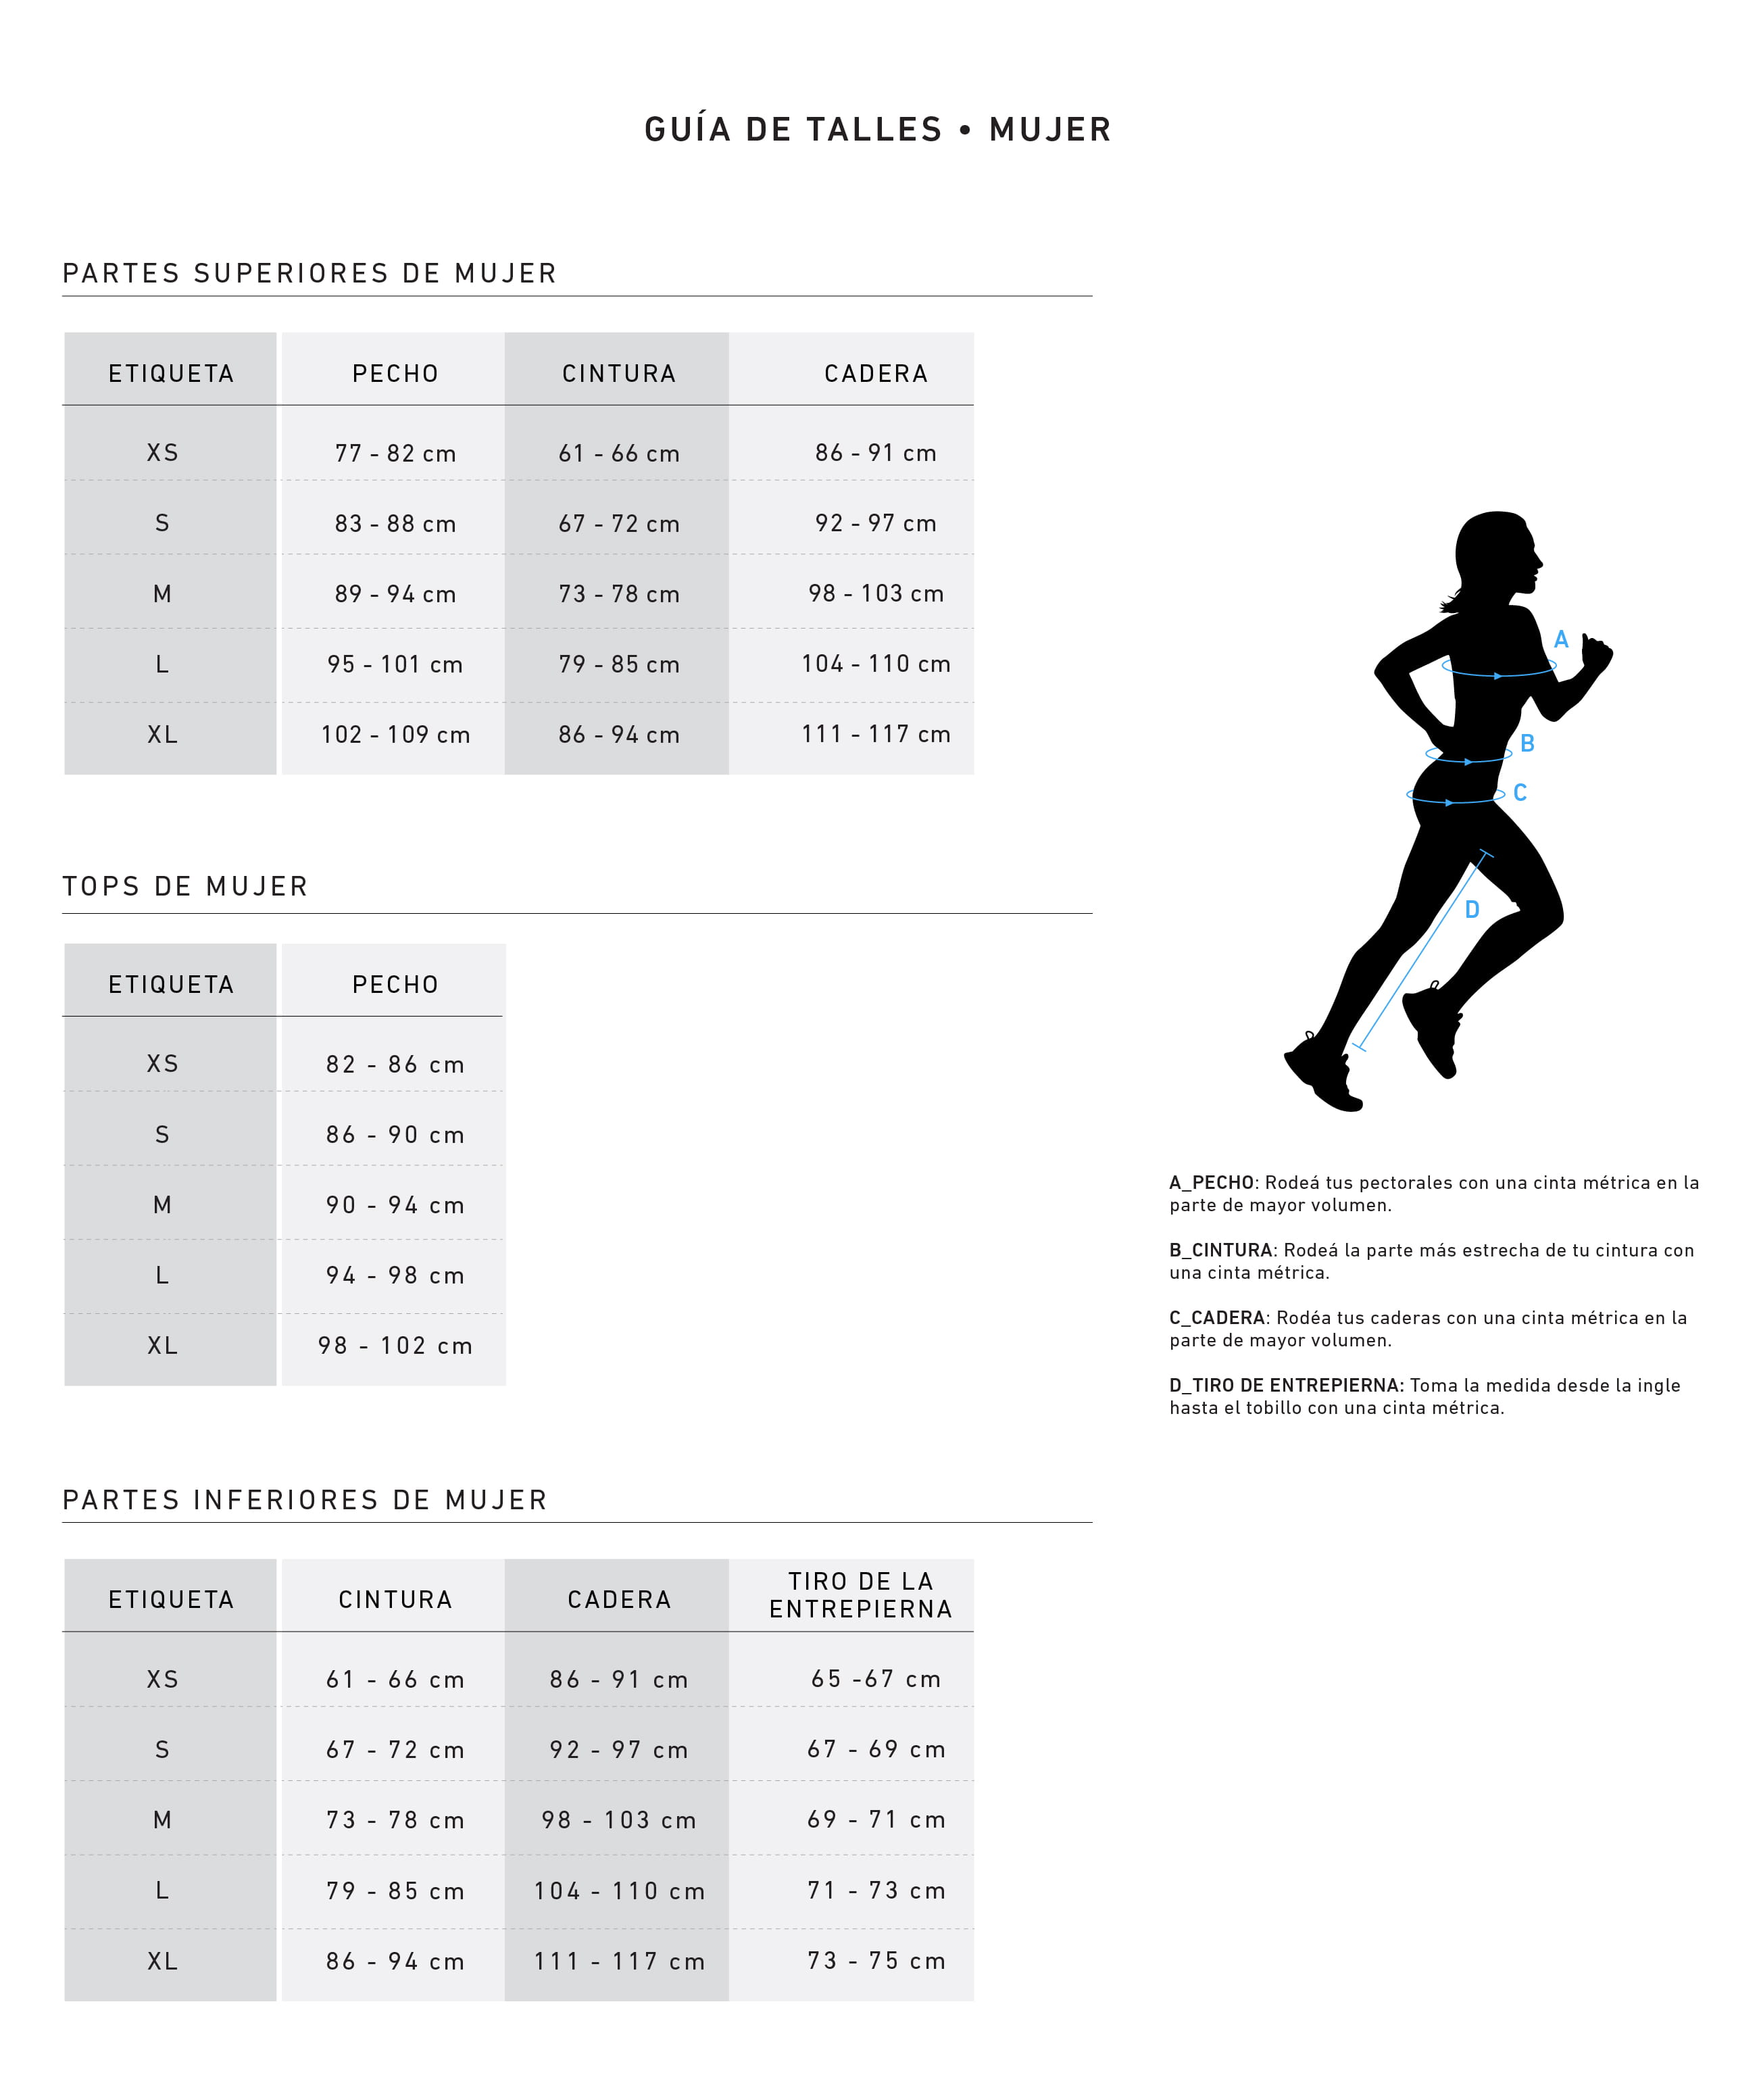 GUÍA DE TALLES • MUJER
PARTES SUPERIORES DE MUJER
ETIQUETA PECHO CINTURA CADERA
XS 77 - 82 cm 61 - 66 cm 86 - 91 cm
S 83 - 88 cm 67 - 72 cm 92 - 97 cm
M 89 - 94 cm 73 - 78 cm 98 - 103 cm
L 95 - 101 cm 79 - 85 cm 104 - 110 cm
XL 102 - 109 cm 86 - 94 cm 111 - 117 cm
TOPS DE MUJER
ETIQUETA PECHO
XS 82 - 86 cm
S 86 - 90 cm
M 90 - 94 cm
L 94 - 98 cm
XL 98 - 102 cm
PARTES INFERIORES DE MUJER
ETIQUETA CINTURA CADERA TIRO DE LA
ENTREPIERNA
XS 61 - 66 cm 86 - 91 cm 65 -67 cm
S 67 - 72 cm 92 - 97 cm 67 - 69 cm
M 73 - 78 cm 98 - 103 cm 69 - 71 cm
L 79 - 85 cm 104 - 110 cm 71 - 73 cm
XL 86 - 94 cm 111 - 117 cm 73 - 75 cm
A
B
C
D
A_PECHO: Rodeá tus pectorales con una cinta métrica en la
parte de mayor volumen.
B_CINTURA: Rodeá la parte más estrecha de tu cintura con
una cinta métrica.
C_CADERA: Rodéa tus caderas con una cinta métrica en la
parte de mayor volumen.
D_TIRO DE ENTREPIERNA: Toma la medida desde la ingle
hasta el tobillo con una cinta métrica.